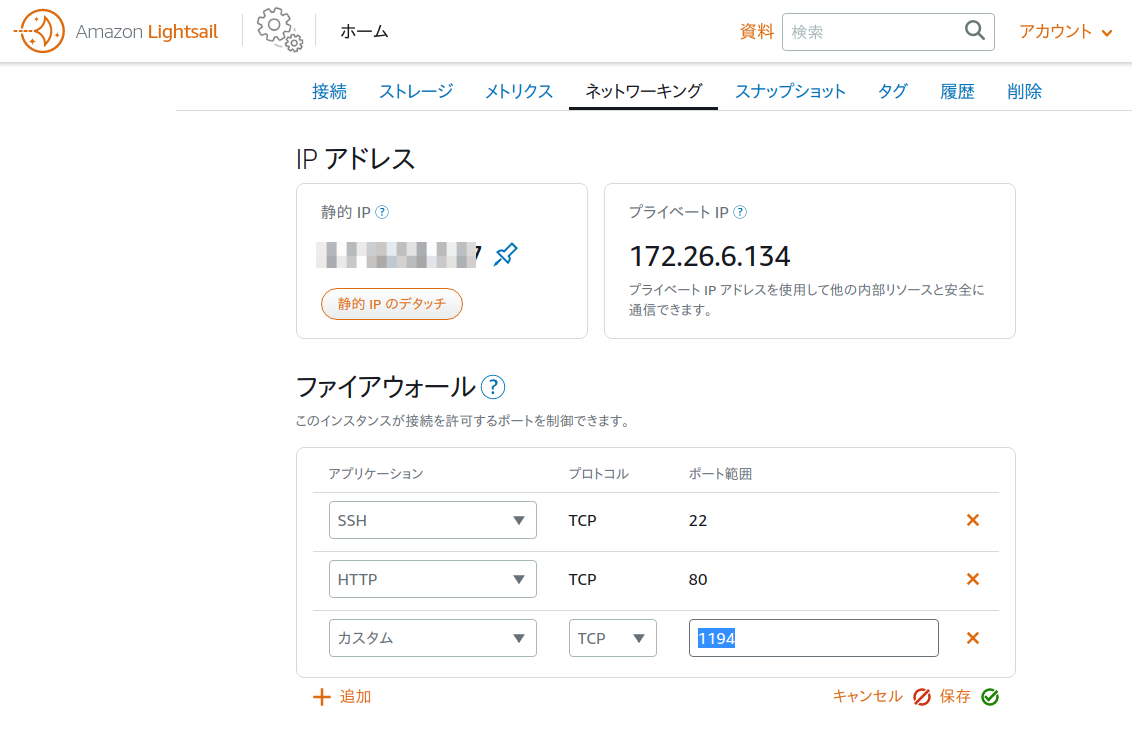 Amazon Lightsail ホーム 資料 検索 アカウント
接続 ストレージ メトリクス ネットワーキング スナップショット タグ 履歴 削除
IP アドレス
静的 IP ?
7
静的 IP のデタッチ
プライベート IP ?
172.26.6.134
プライベート IP アドレスを使用して他の内部リソースと安全に
通信できます。
ファイアウォール ?
このインスタンスが接続を許可するポートを制御できます。
アプリケーション プロトコル ポート範囲
SSH TCP 22
HTTP TCP 80
カスタム TCP 1194
追加 キャンセル 保存